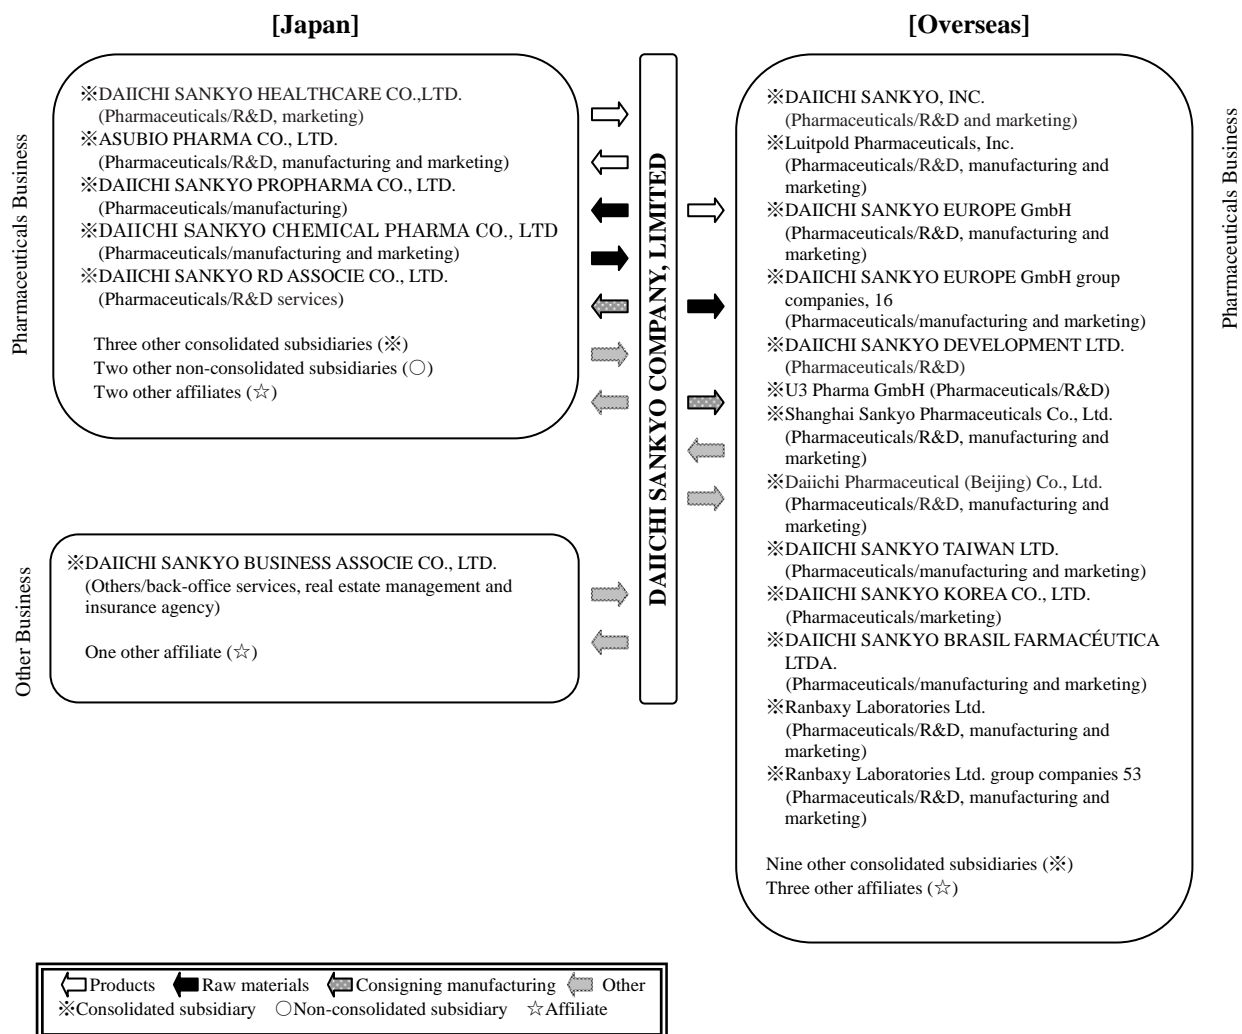 [Japan]
[Overseas]
Pharmaceuticals Business
※DAIICHI SANKYO HEALTHCARE CO.,LTD.
(Pharmaceuticals/R&D, marketing)
※ASUBIO PHARMA CO., LTD.
(Pharmaceuticals/R&D, manufacturing and marketing)
※DAIICHI SANKYO PROPHARMA CO., LTD.
(Pharmaceuticals/manufacturing)
※DAIICHI SANKYO CHEMICAL PHARMA CO., LTD
(Pharmaceuticals/manufacturing and marketing)
※DAIICHI SANKYO RD ASSOCIE CO., LTD.
(Pharmaceuticals/R&D services)
Three other consolidated subsidiaries (※)
Two other non-consolidated subsidiaries (○)
Two other affiliates (☆)
Other Business
※DAIICHI SANKYO BUSINESS ASSOCIE CO., LTD.
(Others/back-office services, real estate management and
insurance agency)
One other affiliate (☆)
DAIICHI SANKYO COMPANY, LIMITED
※DAIICHI SANKYO, INC.
(Pharmaceuticals/R&D and marketing)
※Luitpold Pharmaceuticals, Inc.
(Pharmaceuticals/R&D, manufacturing and
marketing)
※DAIICHI SANKYO EUROPE GmbH
(Pharmaceuticals/R&D, manufacturing and
marketing)
※DAIICHI SANKYO EUROPE GmbH group
companies, 16
(Pharmaceuticals/manufacturing and marketing)
※DAIICHI SANKYO DEVELOPMENT LTD.
(Pharmaceuticals/R&D)
※U3 Pharma GmbH (Pharmaceuticals/R&D)
※Shanghai Sankyo Pharmaceuticals Co., Ltd.
(Pharmaceuticals/R&D, manufacturing and
marketing)
※Daiichi Pharmaceutical (Beijing) Co., Ltd.
(Pharmaceuticals/R&D, manufacturing and
marketing)
※DAIICHI SANKYO TAIWAN LTD.
(Pharmaceuticals/manufacturing and marketing)
※DAIICHI SANKYO KOREA CO., LTD.
(Pharmaceuticals/marketing)
※DAIICHI SANKYO BRASIL FARMACÉUTICA
LTDA.
(Pharmaceuticals/manufacturing and marketing)
※Ranbaxy Laboratories Ltd.
(Pharmaceuticals/R&D, manufacturing and
marketing)
※Ranbaxy Laboratories Ltd. group companies 53
(Pharmaceuticals/R&D, manufacturing and
marketing)
Nine other consolidated subsidiaries (※)
Three other affiliates (☆)
Pharmaceuticals Business
Products Raw materials Consigning manufacturing Other
※Consolidated subsidiary ○Non-consolidated subsidiary ☆Affiliate